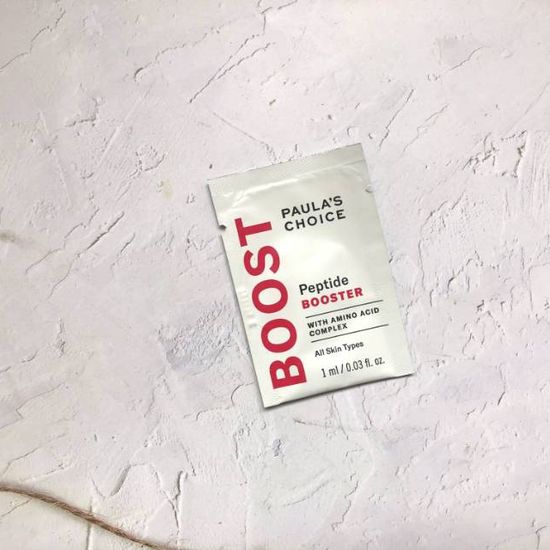 BOOST
PAULA'S
CHOICE
Peptide
BOOSTER
WITH AMINO ACID
COMPLEX
All Skin Types
1 ml / 0.03 fl. oz.